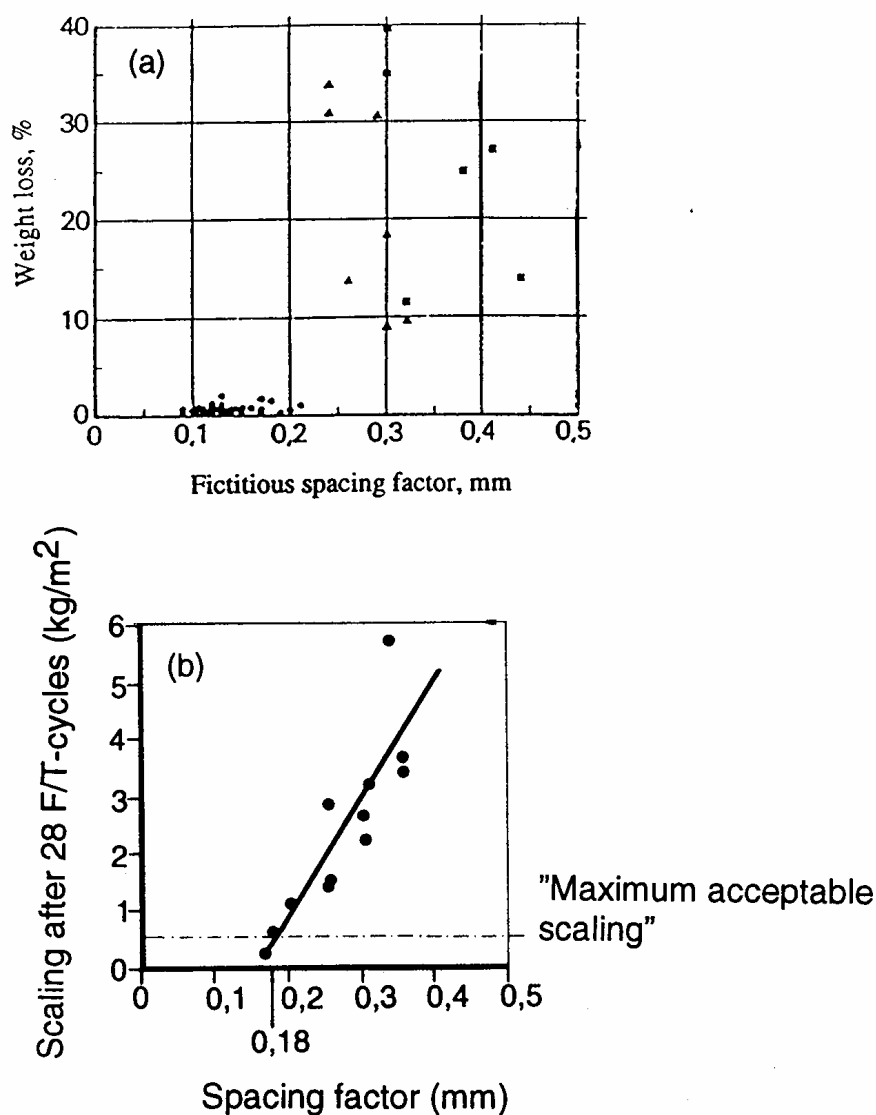 40
(a)
30
20
10
0
Weight loss, %
0 0,1 0,2 0,3 0,4 0,5
Fictitious spacing factor, mm
6
(b)
5
4
3
2
1
0
Scaling after 28 F/T-cycles (kg/m²)
"Maximum acceptable
scaling"
0 0,1 0,2 0,3 0,4 0,5
0,18
Spacing factor (mm)